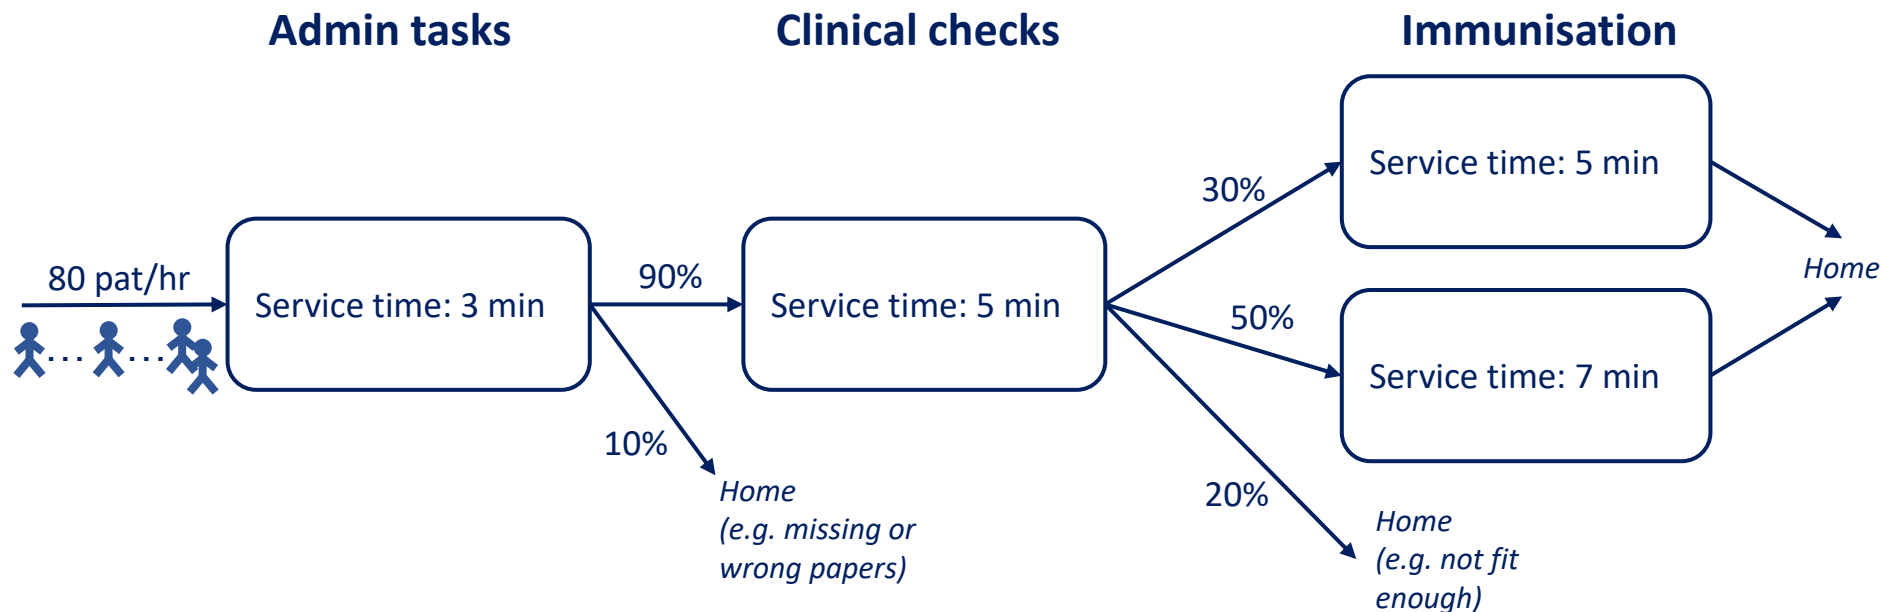 Admin tasks
Clinical checks
Immunisation
80 pat/hr
Service time: 3 min
90%
10%
Home
(e.g. missing or
wrong papers)
Service time: 5 min
30%
50%
20%
Home
(e.g. not fit
enough)
Service time: 5 min
Service time: 7 min
Home